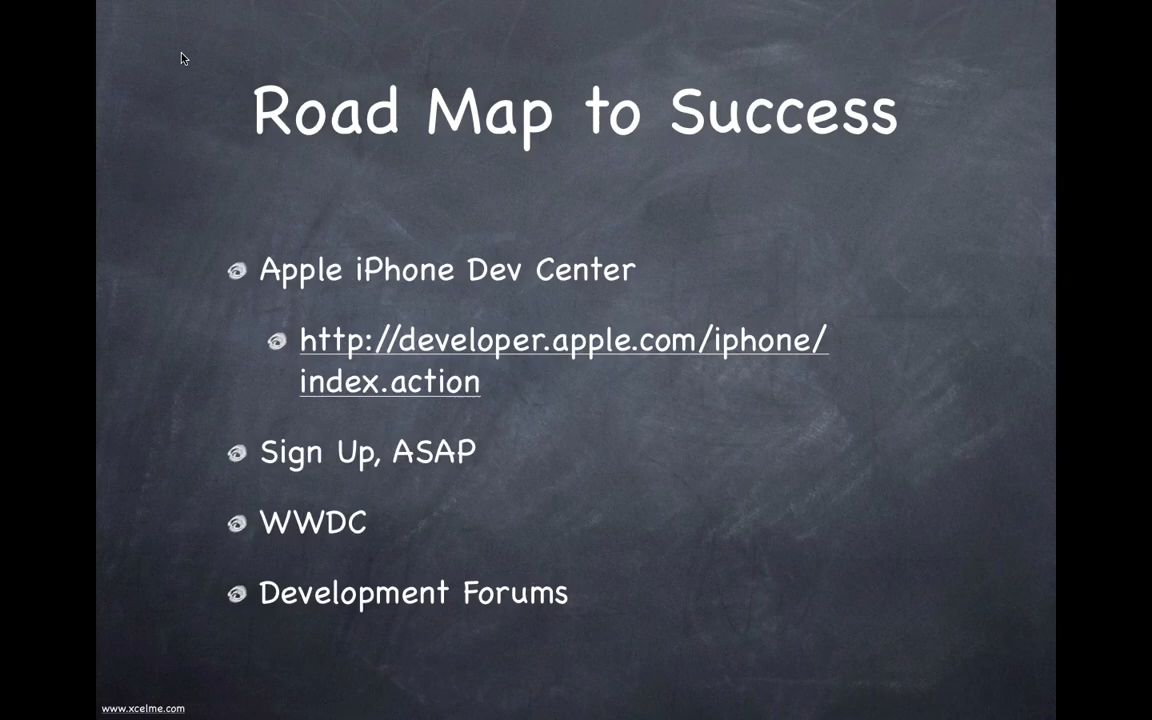 Road Map to Success
Apple iPhone Dev Center
http://developer.apple.com/iphone/
index.action
Sign Up, ASAP
WWDC
Development Forums
www.xcelme.com